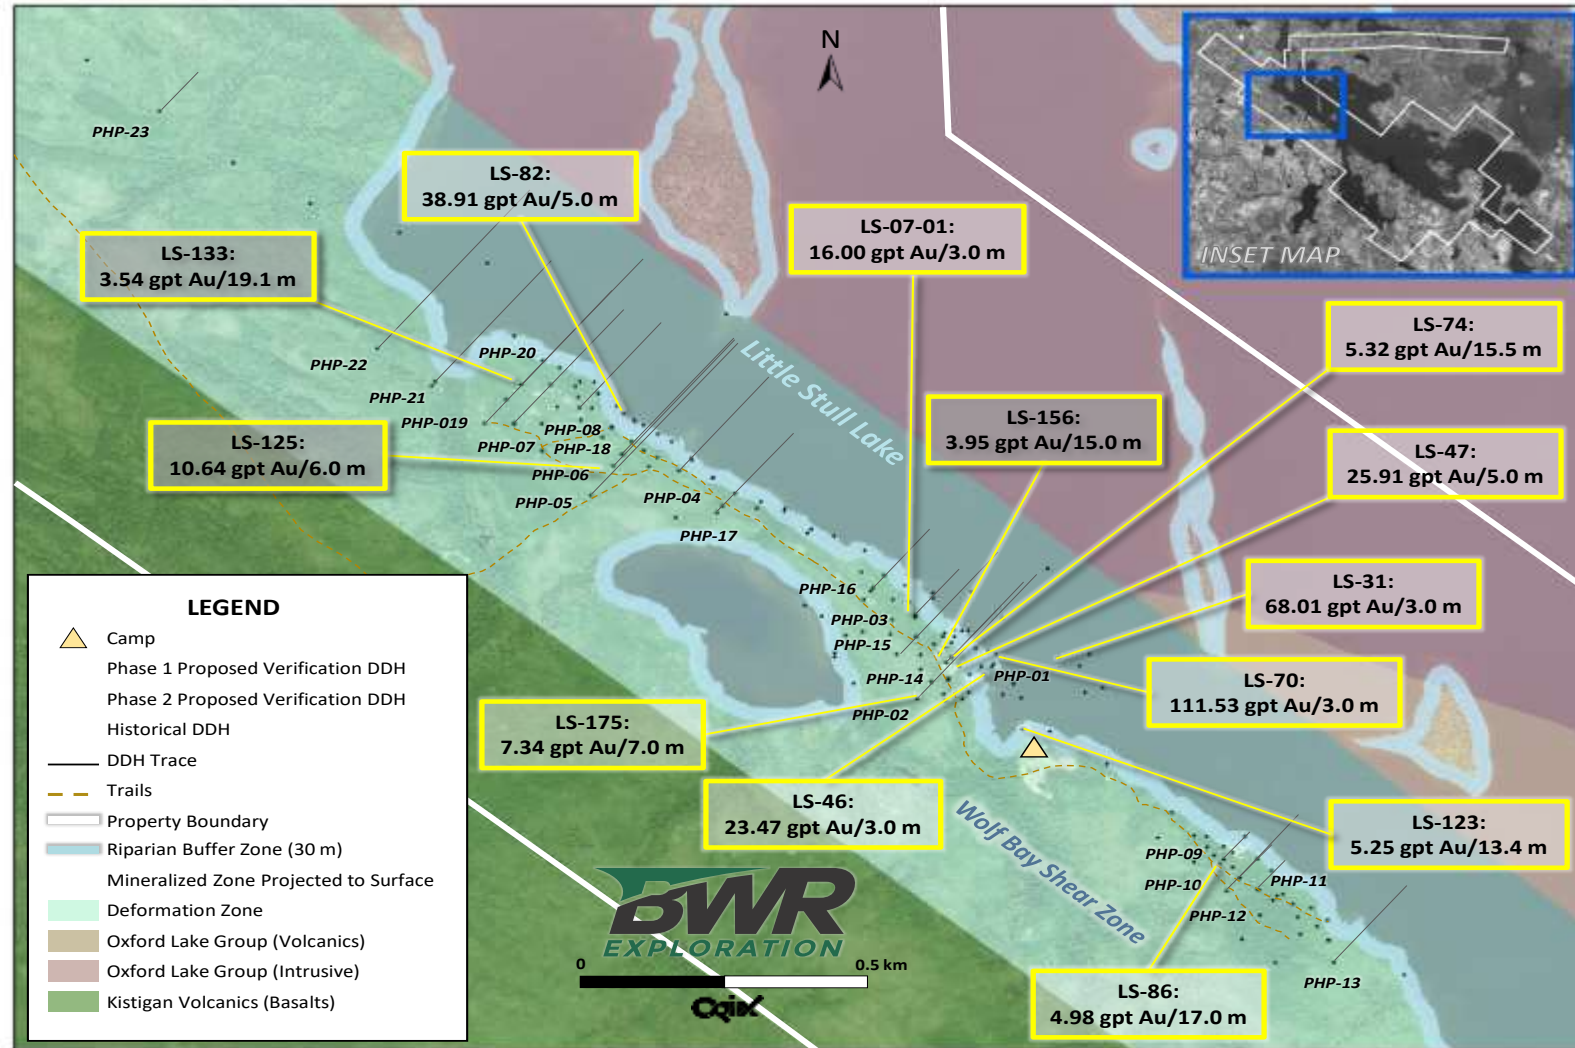 N
INSET MAP
PHP-23
LS-82:
38.91 gpt Au/5.0 m
LS-07-01:
16.00 gpt Au/3.0 m
LS-133:
3.54 gpt Au/19.1 m
LS-74:
5.32 gpt Au/15.5 m
PHP-22
PHP-20
PHP-21
PHP-019
Little Stull Lake
LS-156:
3.95 gpt Au/15.0 m
LS-125:
10.64 gpt Au/6.0 m
PHP-07
PHP-08
PHP-18
PHP-06
PHP-05
PHP-04
PHP-17
LS-47:
25.91 gpt Au/5.0 m
PHP-16
PHP-03
PHP-15
PHP-14
PHP-02
PHP-01
LS-31:
68.01 gpt Au/3.0 m
LS-70:
111.53 gpt Au/3.0 m
LS-175:
7.34 gpt Au/7.0 m
LS-46:
23.47 gpt Au/3.0 m
Wolf Bay Shear Zone
LS-123:
5.25 gpt Au/13.4 m
PHP-09
PHP-10
PHP-11
PHP-12
PHP-13
LS-86:
4.98 gpt Au/17.0 m
LEGEND
Camp
Phase 1 Proposed Verification DDH
Phase 2 Proposed Verification DDH
Historical DDH
DDH Trace
Trails
Property Boundary
Riparian Buffer Zone (30 m)
Mineralized Zone Projected to Surface
Deformation Zone
Oxford Lake Group (Volcanics)
Oxford Lake Group (Intrusive)
Kistigan Volcanics (Basalts)
BWR
EXPLORATION
0 0.5 km